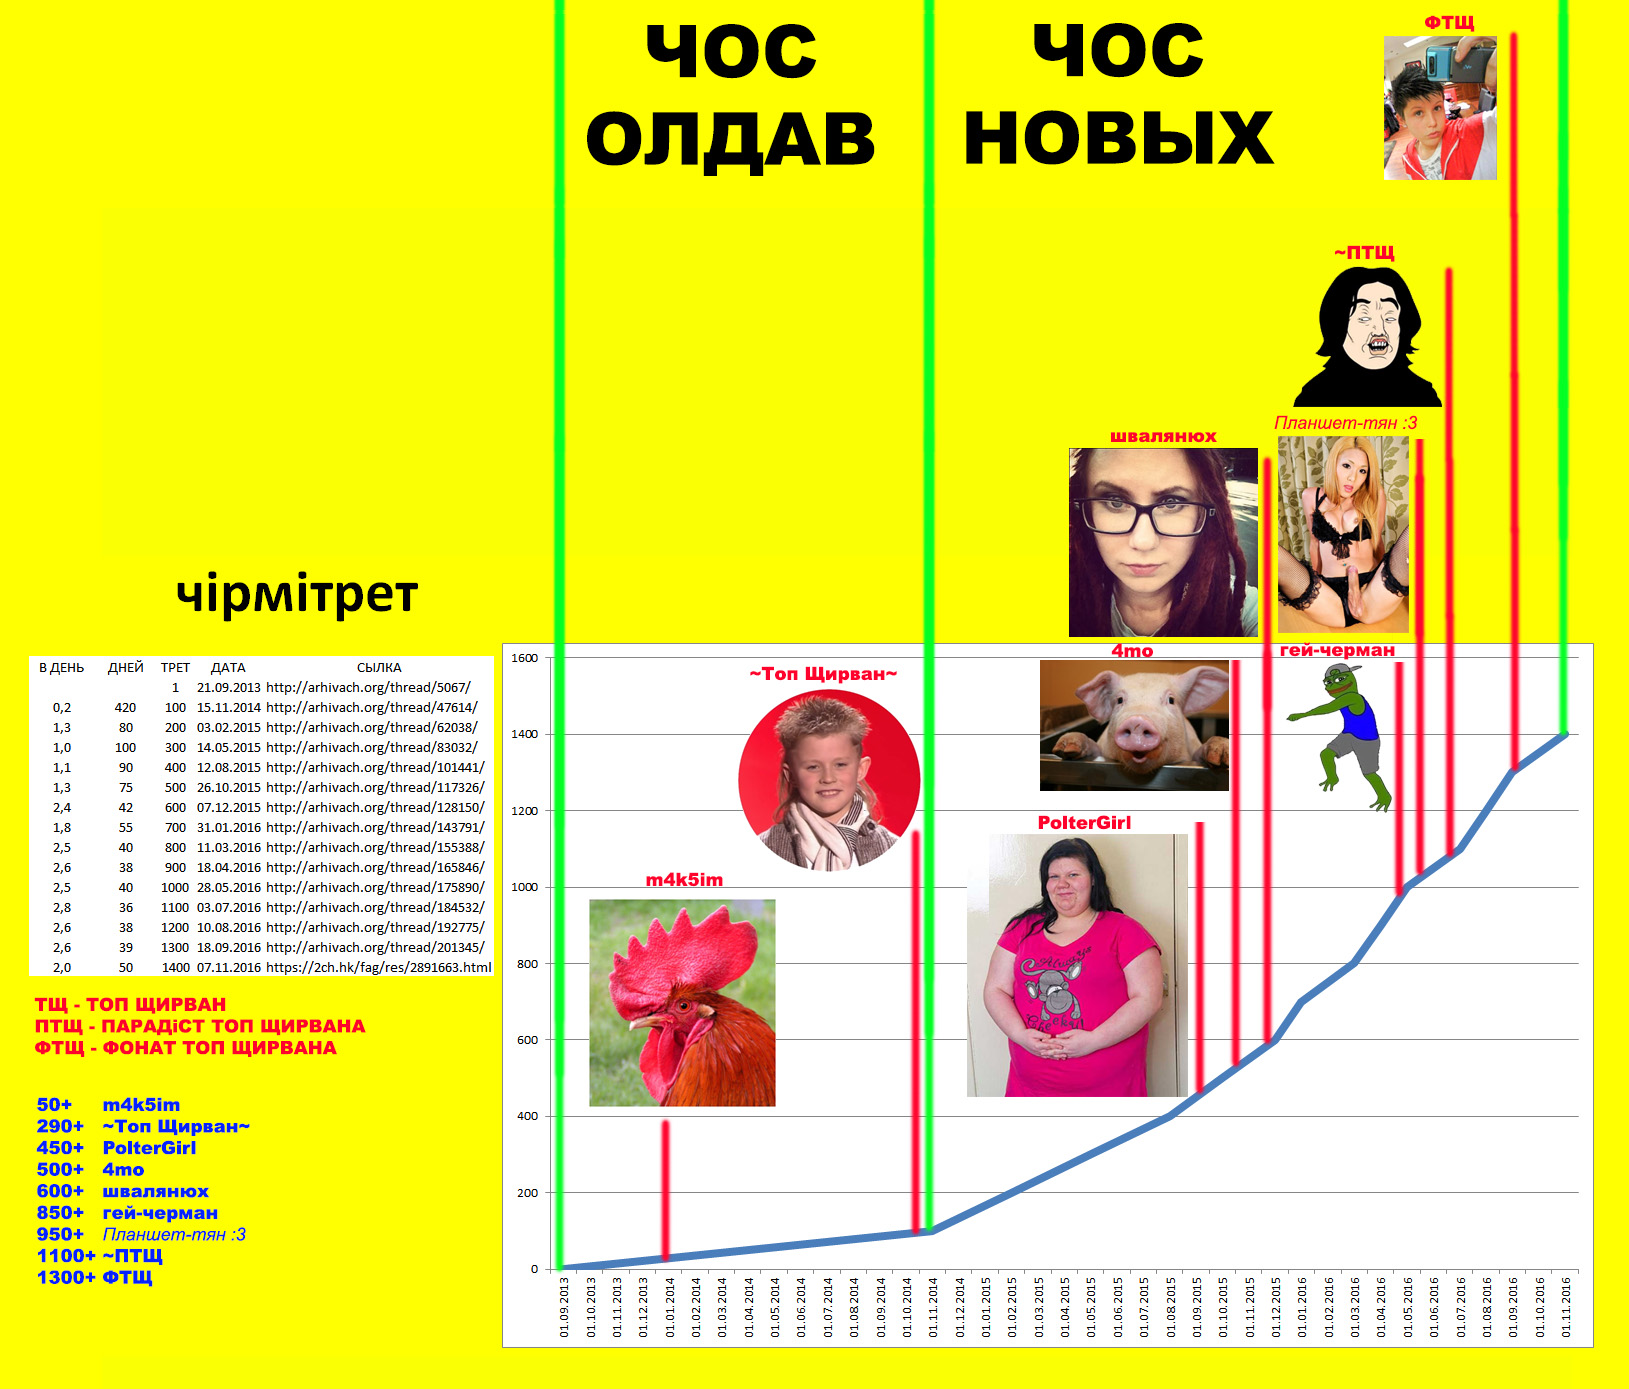 ЧОС
ОЛДАВ
ЧОС
НОВЫХ
ФТЩ
~ПТЩ
Планшет-тян :3
швалянюх
чірмітрет
4mo
гей-черман
~Топ Щирван~
PolterGirl
m4k5im
В ДЕНЬ ДНЕЙ ТРЕТ ДАТА СЫЛКА
1 21.09.2013 http://arhivach.org/thread/5067/
0,2 420 100 15.11.2014 http://arhivach.org/thread/47614/
1,3 80 200 03.02.2015 http://arhivach.org/thread/62038/
1,0 100 300 14.05.2015 http://arhivach.org/thread/83032/
1,1 90 400 12.08.2015 http://arhivach.org/thread/101441/
1,3 75 500 26.10.2015 http://arhivach.org/thread/117326/
2,4 42 600 07.12.2015 http://arhivach.org/thread/128150/
1,8 55 700 31.01.2016 http://arhivach.org/thread/143791/
2,5 40 800 11.03.2016 http://arhivach.org/thread/155388/
2,6 38 900 18.04.2016 http://arhivach.org/thread/165846/
2,5 40 1000 28.05.2016 http://arhivach.org/thread/175890/
2,8 36 1100 03.07.2016 http://arhivach.org/thread/184532/
2,6 38 1200 10.08.2016 http://arhivach.org/thread/192775/
2,6 39 1300 18.09.2016 http://arhivach.org/thread/201345/
2,0 50 1400 07.11.2016 https://2ch.hk/fag/res/2891663.html
ТЩ - ТОП ЩИРВАН
ПТЩ - ПАРАДіСТ ТОП ЩИРВАНА
ФТЩ - ФОНАТ ТОП ЩИРВАНА
50+ m4k5im
290+ ~Топ Щирван~
450+ PolterGirl
500+ 4mo
600+ швалянюх
850+ гей-черман
950+ Планшет-тян :3
1100+ ~ПТЩ
1300+ ФТЩ
1600
1400
1200
1000
800
600
400
200
0
Always
Cheeky!
01.09.2013
01.10.2013
01.11.2013
01.12.2013
01.01.2014
01.02.2014
01.03.2014
01.04.2014
01.05.2014
01.06.2014
01.07.2014
01.08.2014
01.09.2014
01.10.2014
01.11.2014
01.12.2014
01.01.2015
01.02.2015
01.03.2015
01.04.2015
01.05.2015
01.06.2015
01.07.2015
01.08.2015
01.09.2015
01.10.2015
01.11.2015
01.12.2015
01.01.2016
01.02.2016
01.03.2016
01.04.2016
01.05.2016
01.06.2016
01.07.2016
01.08.2016
01.09.2016
01.10.2016
01.11.2016